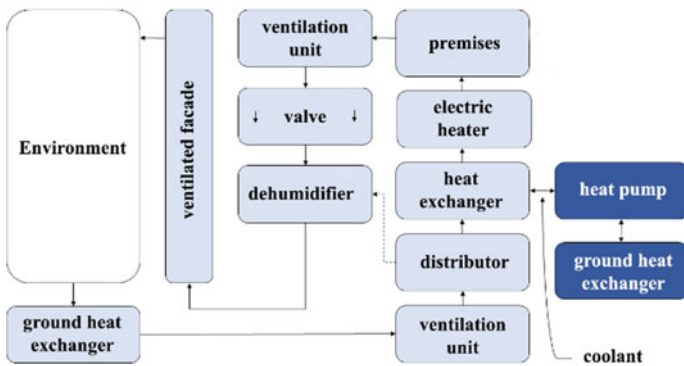 Environment
ground heat
exchanger
ventilated facade
ventilation
unit
valve
dehumidifier
premises
electric
heater
heat
exchanger
distributor
ventilation
unit
heat pump
ground heat
exchanger
coolant